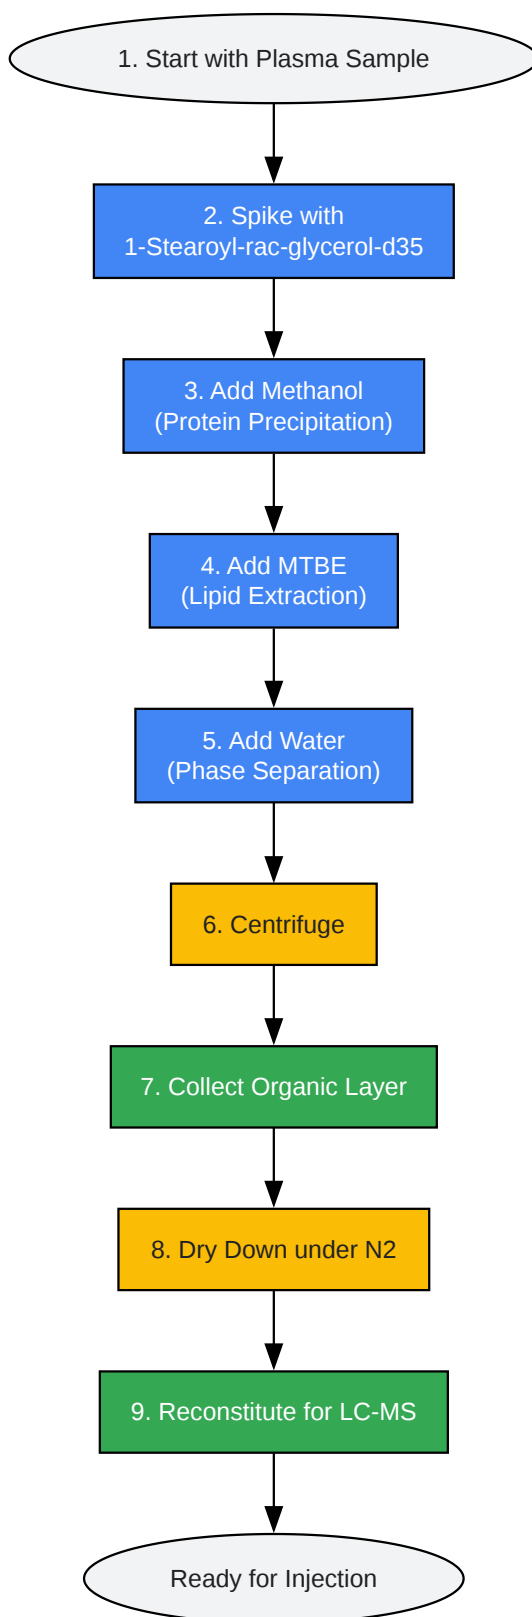 1. Start with Plasma Sample
2. Spike with
1-Stearoyl-rac-glycerol-d35
3. Add Methanol
(Protein Precipitation)
4. Add MTBE
(Lipid Extraction)
5. Add Water
(Phase Separation)
6. Centrifuge
7. Collect Organic Layer
8. Dry Down under N2
9. Reconstitute for LC-MS
Ready for Injection